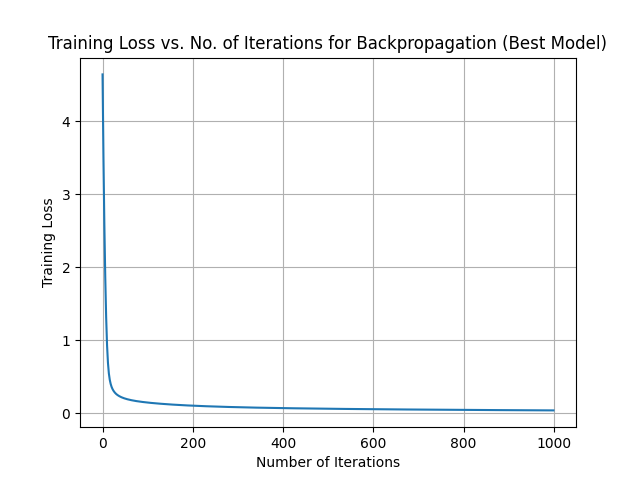 Training Loss vs. No. of Iterations for Backpropagation (Best Model)
4
3
2
1
0
Training Loss
0 200 400 600 800 1000
Number of Iterations